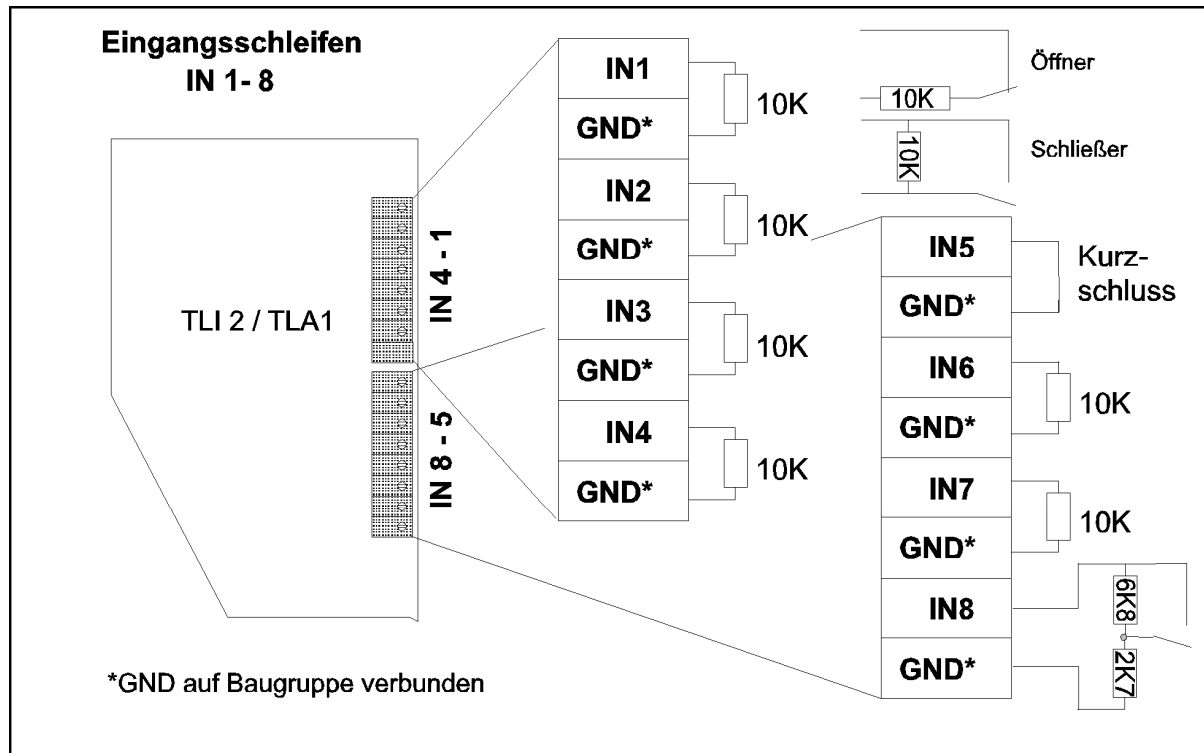 Eingangsschleifen
IN 1- 8
TLI 2 / TLA1
IN 4 - 1
IN 8 - 5
*GND auf Baugruppe verbunden
IN1
GND*
IN2
GND*
IN3
GND*
IN4
GND*
10K
10K
10K
10K
10K
Öffner
10K
Schließer
IN5
GND*
IN6
GND*
IN7
GND*
IN8
GND*
Kurz-
schluss
10K
10K
6K8
2K7